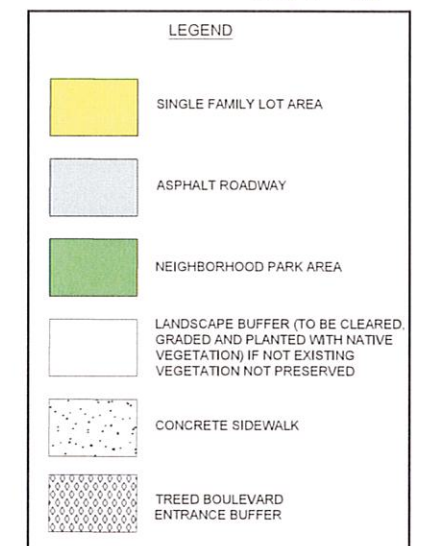 LEGEND
SINGLE FAMILY LOT AREA
ASPHALT ROADWAY
NEIGHBORHOOD PARK AREA
LANDSCAPE BUFFER (TO BE CLEARED,
GRADED AND PLANTED WITH NATIVE
VEGETATION) IF NOT EXISTING
VEGETATION NOT PRESERVED
CONCRETE SIDEWALK
TREED BOULEVARD
ENTRANCE BUFFER